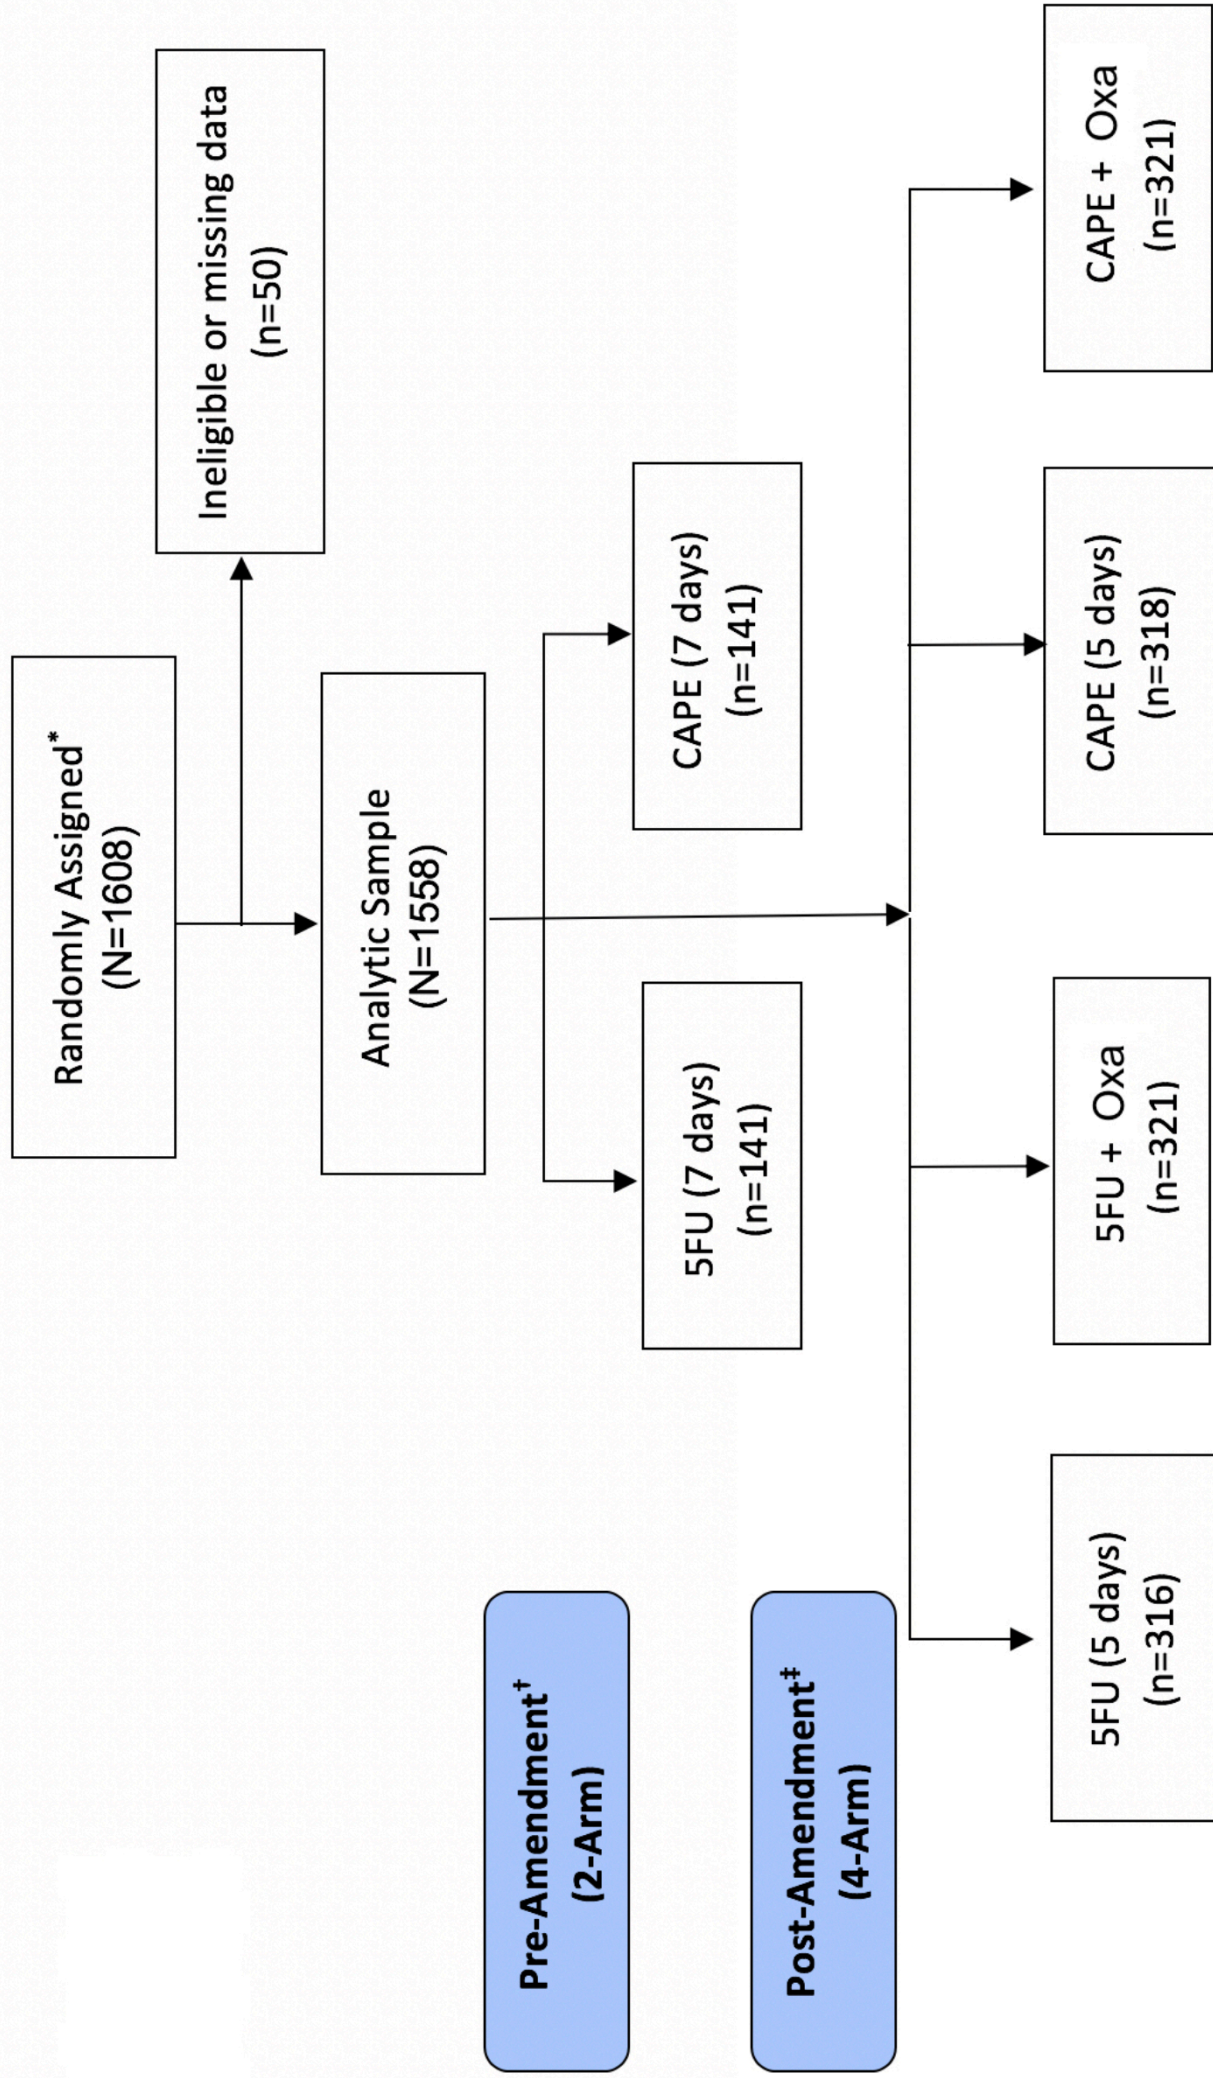 Randomly Assigned*
(N=1608)
Ineligible or missing data
(n=50)
Analytic Sample
(N=1558)
Pre-Amendment†
(2-Arm)
5FU (7 days)
(n=141)
CAPE (7 days)
(n=141)
Post-Amendment‡
(4-Arm)
5FU (5 days)
(n=316)
5FU + Oxa
(n=321)
CAPE (5 days)
(n=318)
CAPE + Oxa
(n=321)